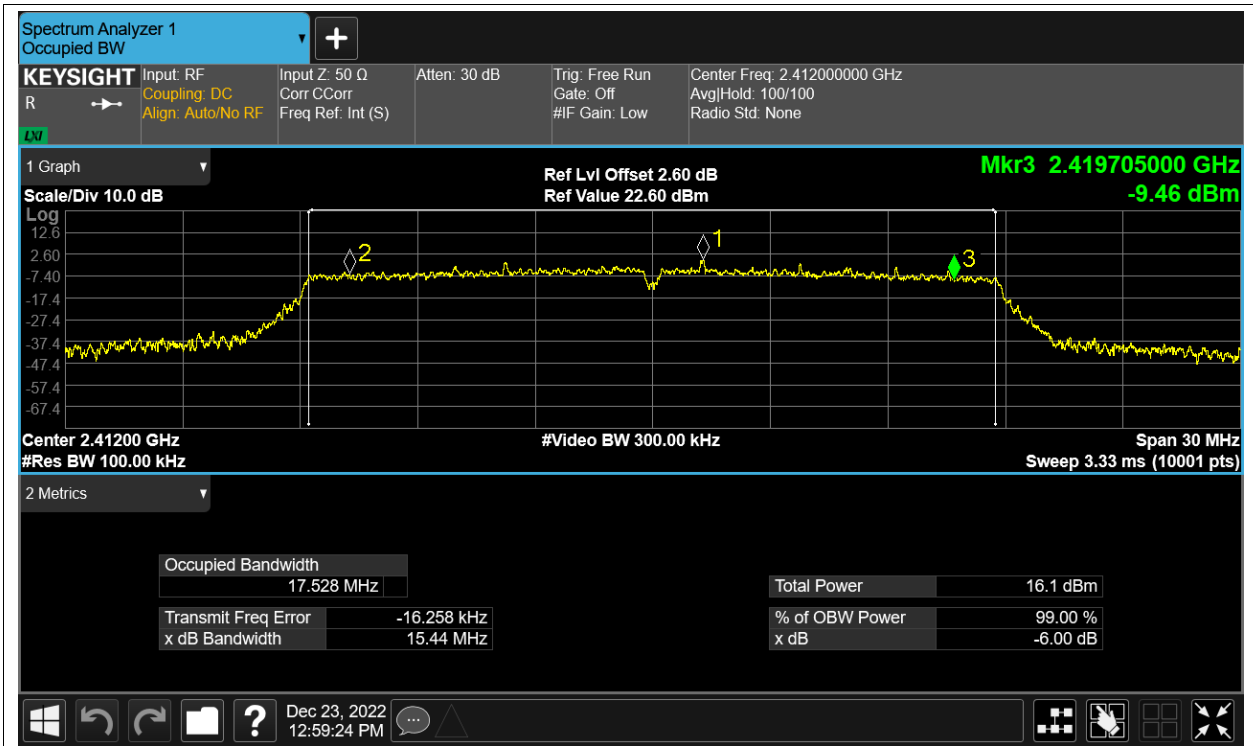 Spectrum Analyzer 1
Occupied BW
KEYSIGHT
R
LXI
Input: RF
Coupling: DC
Align: Auto/No RF
Input Z: 50 Ω
Corr CCorr
Freq Ref: Int (S)
Atten: 30 dB
Trig: Free Run
Gate: Off
#IF Gain: Low
Center Freq: 2.412000000 GHz
Avg|Hold: 100/100
Radio Std: None
1 Graph
Scale/Div 10.0 dB
Ref Lvl Offset 2.60 dB
Ref Value 22.60 dBm
Mkr3 2.419705000 GHz
-9.46 dBm
Log
12.6
2.60
-7.40
-17.4
-27.4
-37.4
-47.4
-57.4
-67.4
2
1
3
Center 2.41200 GHz
#Res BW 100.00 kHz
#Video BW 300.00 kHz
Span 30 MHz
Sweep 3.33 ms (10001 pts)
2 Metrics
Occupied Bandwidth
17.528 MHz
Transmit Freq Error -16.258 kHz
x dB Bandwidth 15.44 MHz
Total Power 16.1 dBm
% of OBW Power 99.00 %
x dB -6.00 dB
?
Dec 23, 2022
12:59:24 PM